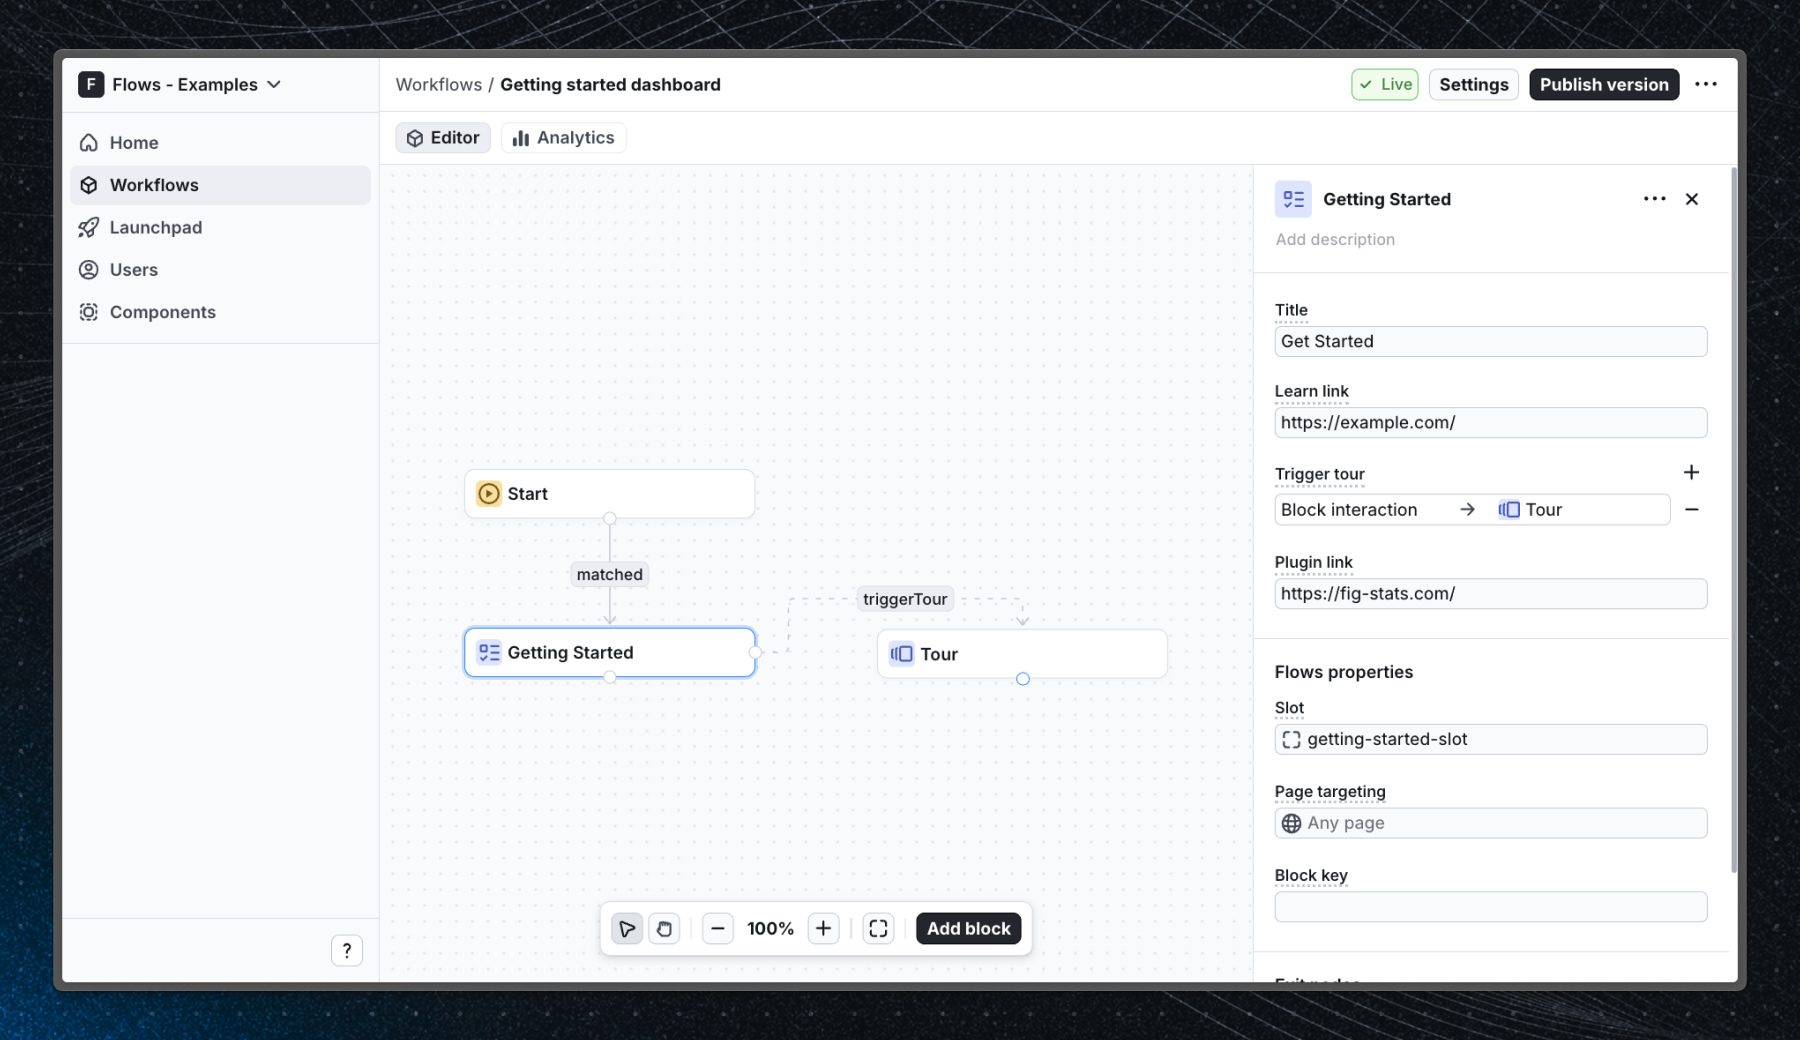 F Flows - Examples
Home
Workflows
Launchpad
Users
Components
?
Workflows / Getting started dashboard
Live
Settings
Publish version
Editor
Analytics
Start
matched
Getting Started
triggerTour
Tour
100%
Add block
Getting Started
Add description
Title
Get Started
Learn link
https://example.com/
Trigger tour
Block interaction → Tour
Plugin link
https://fig-stats.com/
Flows properties
Slot
getting-started-slot
Page targeting
Any page
Block key